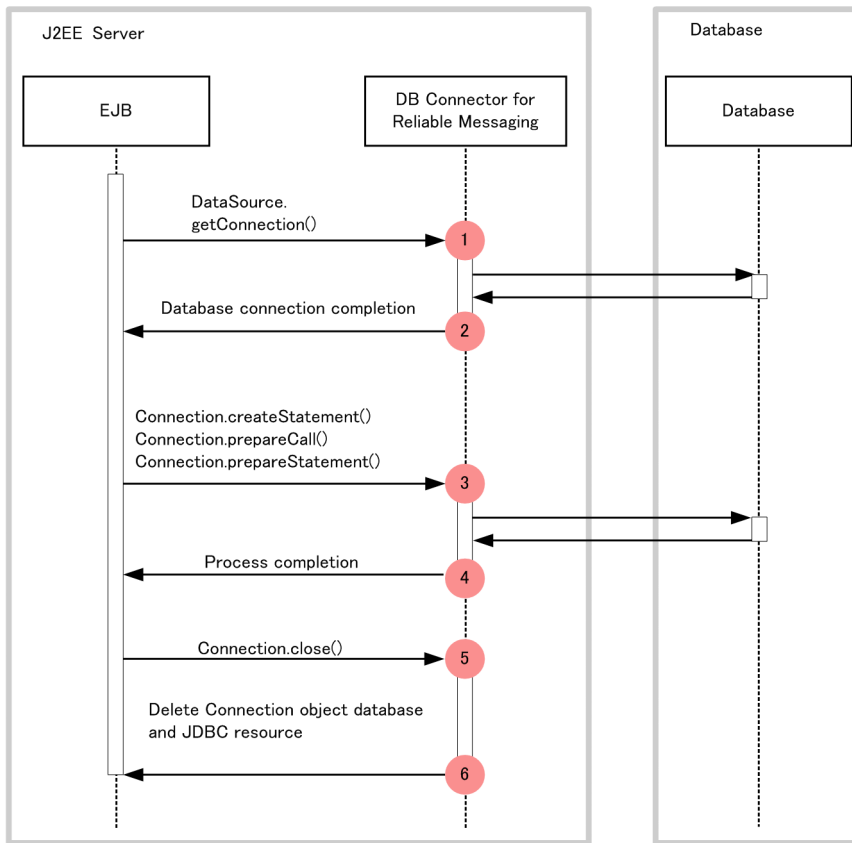 J2EE Server
Database
EJB
DB Connector for
Reliable Messaging
Database
DataSource.
getConnection()
1
Database connection completion
2
Connection.createStatement()
Connection.prepareCall()
Connection.prepareStatement()
3
Process completion
4
Connection.close()
5
Delete Connection object database
and JDBC resource
6